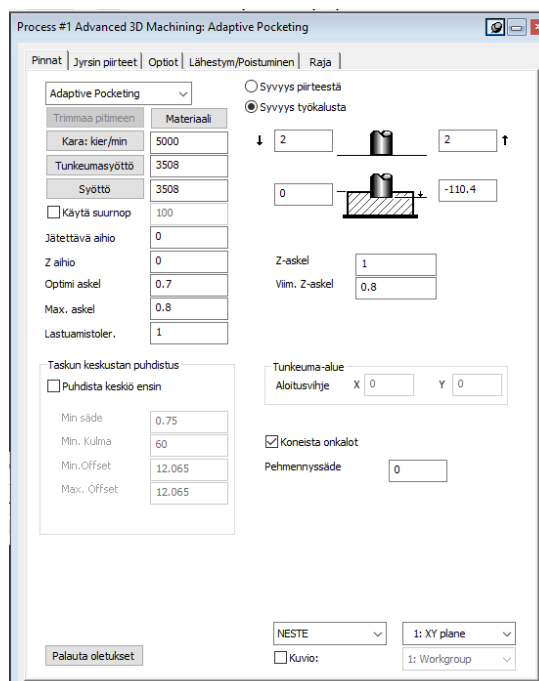 Process #1 Advanced 3D Machining: Adaptive Pocketing
Pinnat Jyrsin piirteet Optiot Lähestym/Poistuminen Raja
Adaptive Pocketing
Syvyys piirteestä
Syvyys työkalusta
Trimmaa pitimeen Materiaali
Kara: kier/min 5000
Tunkeumasyöttö 3508
Syöttö 3508
Käytä suurnop 100
Jätettävä aihio 0
Z aihio 0
Optimi askel 0.7
Max. askel 0.8
Lastuamistoler. 1
2 2
0 -110.4
Z-askel 1
Viim. Z-askel 0.8
Taskun keskustan puhdistus
Puhdista keskiö ensin
Min säde 0.75
Min. Kulma 60
Min.Offset 12.065
Max. Offset 12.065
Tunkeuma-alue
Aloitusvihje X 0 Y 0
Koneista onkalot
Pehmennyssäde 0
NESTE 1: XY plane
Palauta oletukset Kuvio: 1: Workgroup